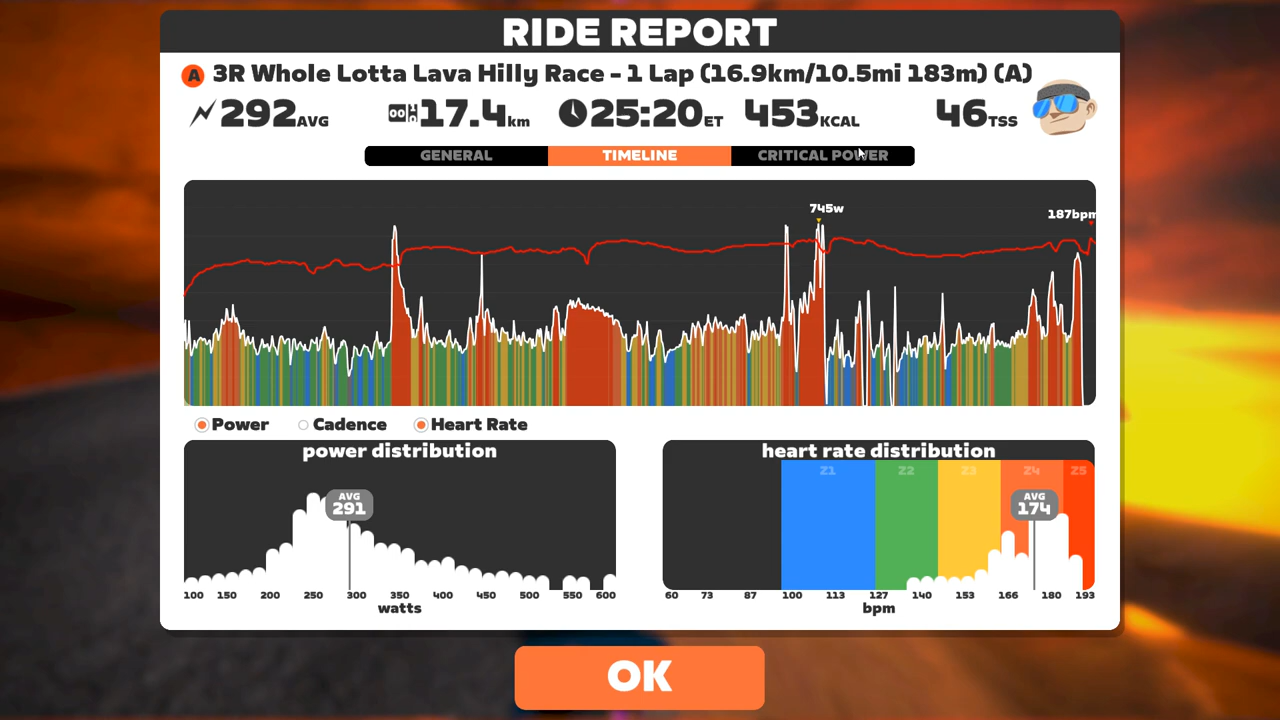 RIDE REPORT
A 3R Whole Lotta Lava Hilly Race - 1 Lap (16.9km/10.5mi 183m) (A)
292AVG 17.4km 25:20ET 453KCAL 46TSS
GENERAL TIMELINE CRITICAL POWER
745w
187bpm
Power Cadence Heart Rate
power distribution
AVG
291
100 150 200 250 300 350 400 450 500 550 600
watts
heart rate distribution
Z1 Z2 Z3 Z4 Z5
AVG
174
60 73 87 100 113 127 140 153 166 180 193
bpm
OK